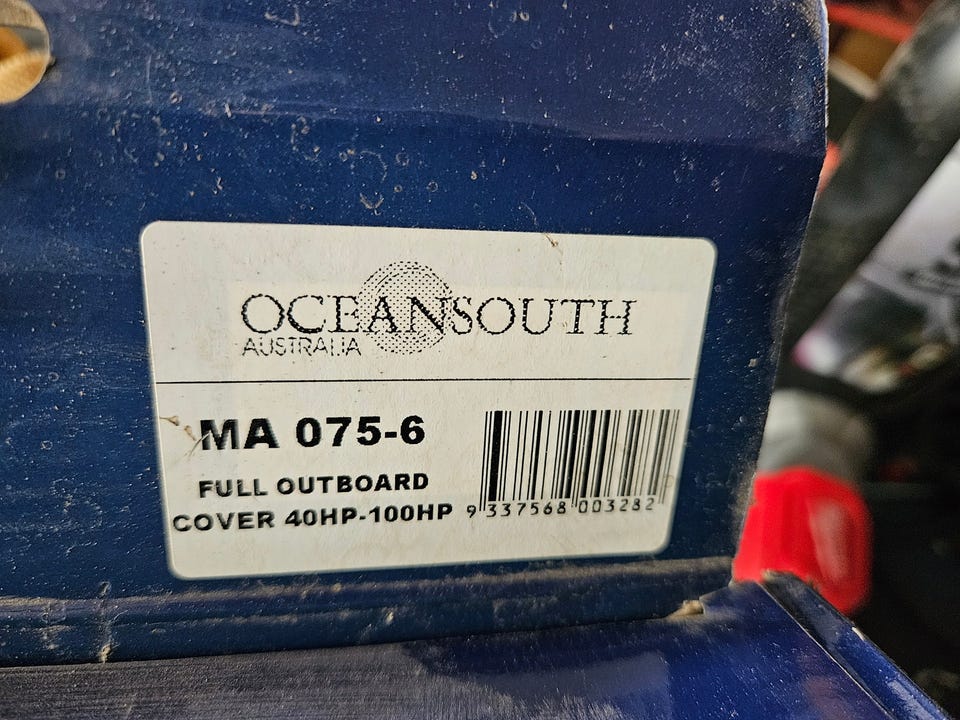 OCEANSOUTH
AUSTRALIA
MA 075-6
FULL OUTBOARD
COVER 40HP-100HP
9 337568 003282